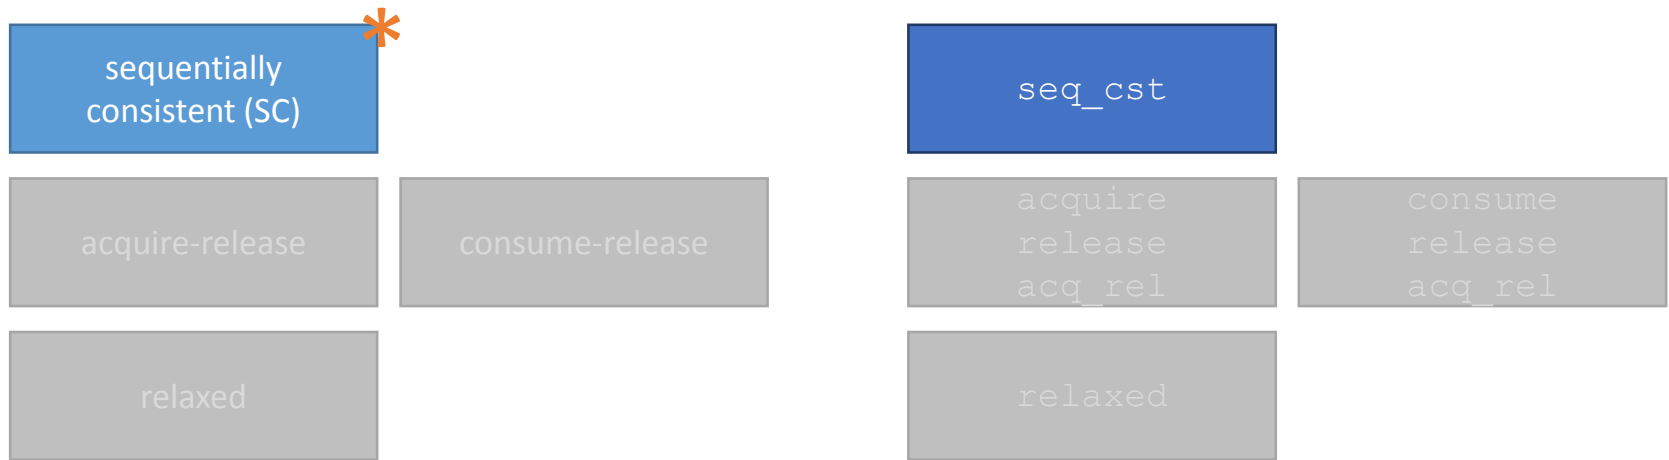 *
sequentially
consistent (SC)
seq_cst
acquire-release
consume-release
acquire
release
acq_rel
consume
release
acq_rel
relaxed
relaxed